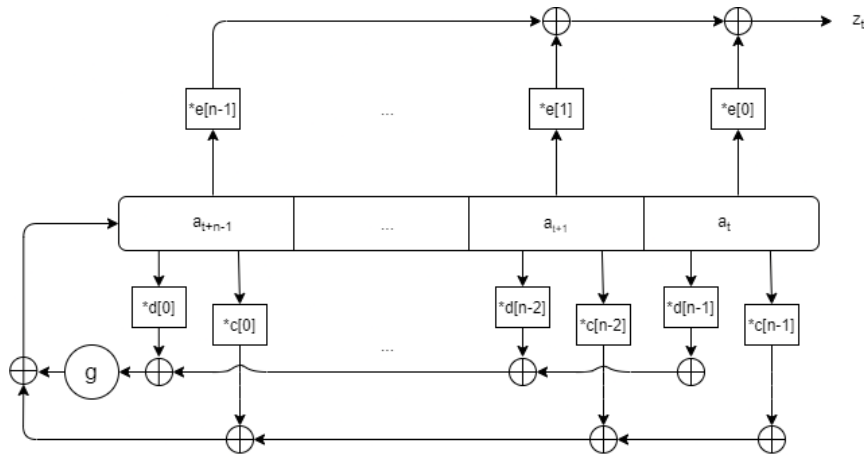 z_t
*e[n-1] ... *e[1] *e[0]
a_{t+n-1} ... a_{t+1} a_t
*d[0] *d[n-2] *d[n-1]
*c[0] *c[n-2] *c[n-1]
...
g